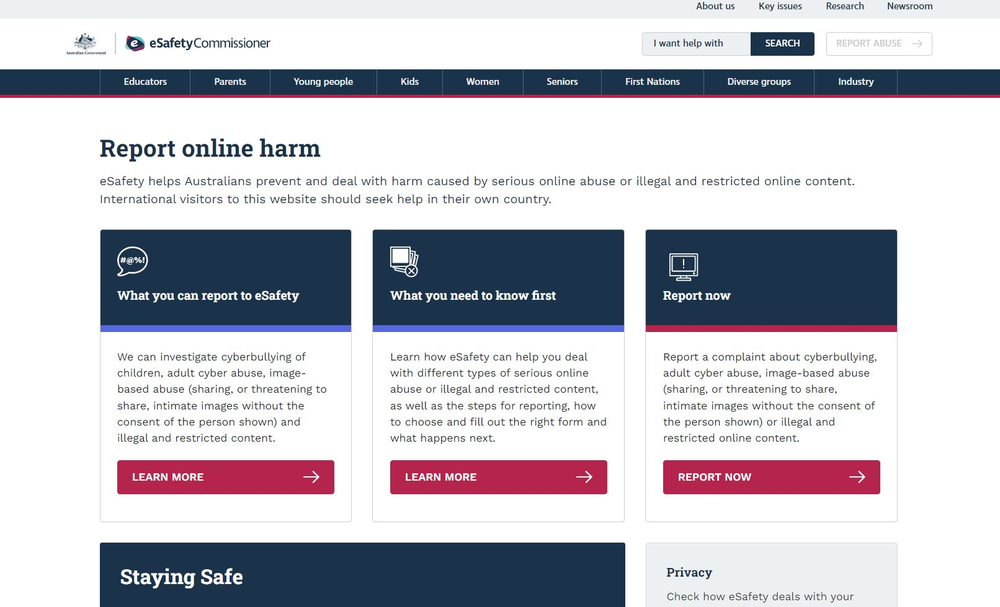 About us Key issues Research Newsroom
Australian Government
eSafetyCommissioner
I want help with
SEARCH
REPORT ABUSE
Educators Parents Young people Kids Women Seniors First Nations Diverse groups Industry
Report online harm
eSafety helps Australians prevent and deal with harm caused by serious online abuse or illegal and restricted online content.
International visitors to this website should seek help in their own country.
#@%!
What you can report to eSafety
We can investigate cyberbullying of
children, adult cyber abuse, image-
based abuse (sharing, or threatening to
share, intimate images without the
consent of the person shown) and
illegal and restricted content.
LEARN MORE
What you need to know first
Learn how eSafety can help you deal
with different types of serious online
abuse or illegal and restricted content,
as well as the steps for reporting, how
to choose and fill out the right form and
what happens next.
LEARN MORE
!
Report now
Report a complaint about cyberbullying,
adult cyber abuse, image-based abuse
(sharing, or threatening to share,
intimate images without the consent of
the person shown) or illegal and
restricted online content.
REPORT NOW
Staying Safe
Privacy
Check how eSafety deals with your